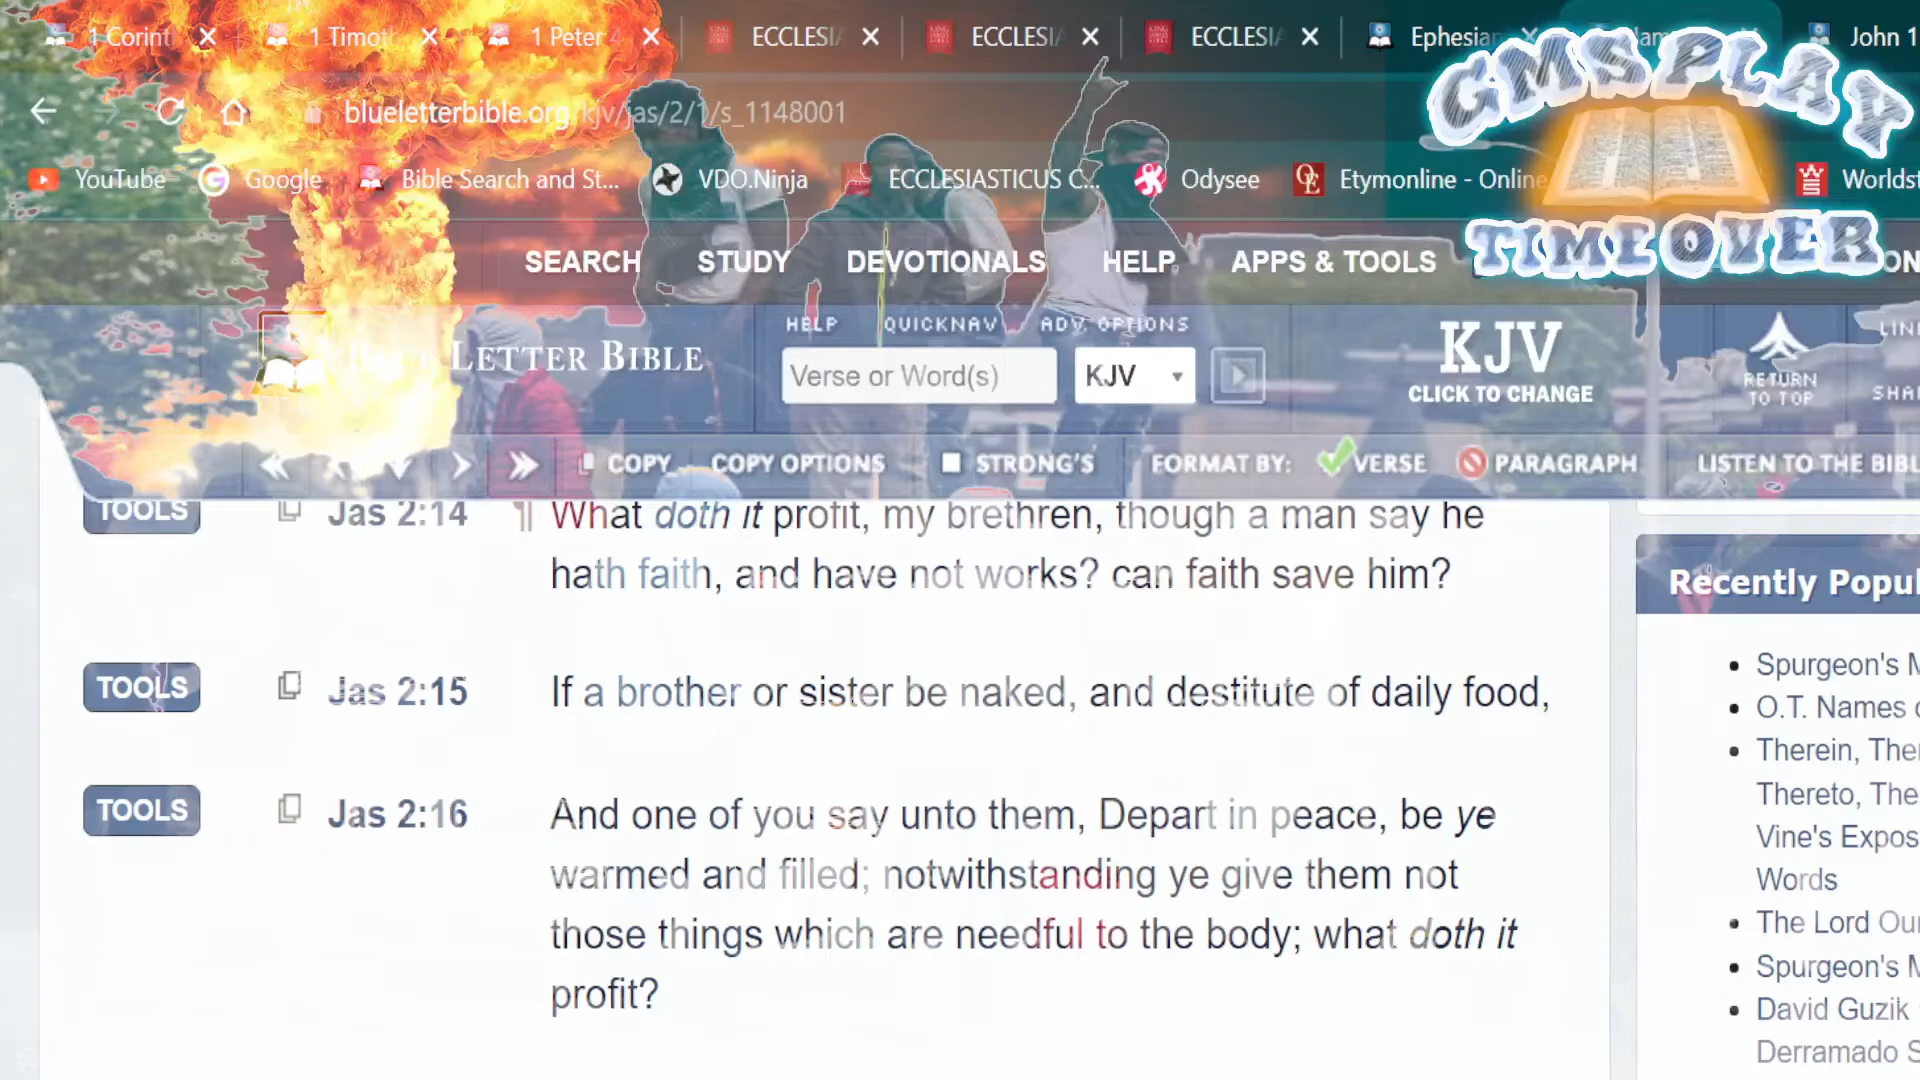 1 Corint
1 Timot
1 Peter 4
ECCLESIA
ECCLESIA
ECCLESIA
Ephesian
John 1
GMS PLAY
TIME OVER
blueletterbible.org/kjv/jas/2/1/s_1148001
YouTube
Google
Bible Search and St...
VDO.Ninja
ECCLESIASTICUS C...
Odysee
Etymonline - Online
Worldst
SEARCH
STUDY
DEVOTIONALS
HELP
APPS & TOOLS
HELP
QUICKNAV
ADV. OPTIONS
LETTER BIBLE
Verse or Word(s)
KJV
KJV
CLICK TO CHANGE
RETURN
TO TOP
COPY
COPY OPTIONS
STRONG'S
FORMAT BY:
VERSE
PARAGRAPH
LISTEN TO THE BIBL
TOOLS
Jas 2:14
¶ What doth it profit, my brethren, though a man say he
hath faith, and have not works? can faith save him?
TOOLS
Jas 2:15
If a brother or sister be naked, and destitute of daily food,
TOOLS
Jas 2:16
And one of you say unto them, Depart in peace, be ye
warmed and filled; notwithstanding ye give them not
those things which are needful to the body; what doth it
profit?
Recently Popul
Spurgeon's M
O.T. Names o
Therein, Ther
Thereto, The
Vine's Expos
Words
The Lord Our
Spurgeon's M
David Guzik
Derramado S